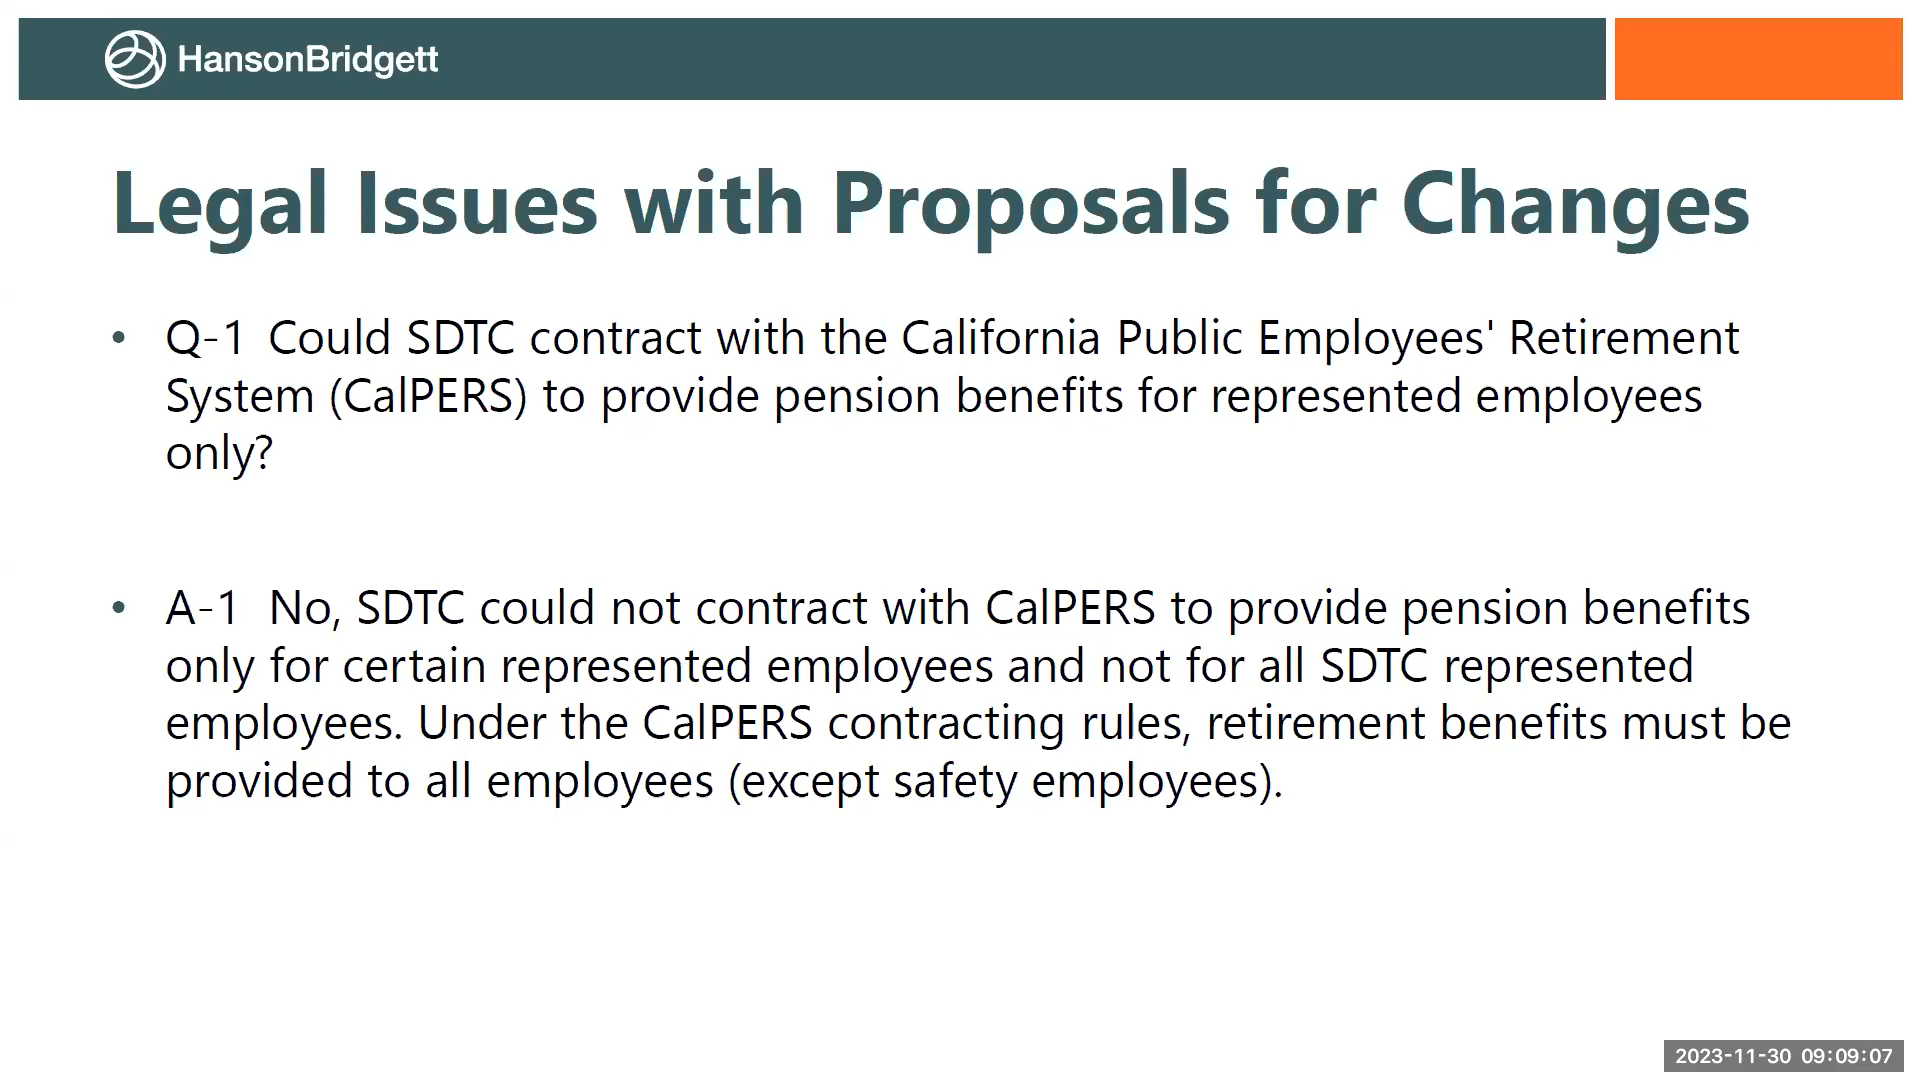 HansonBridgett
Legal Issues with Proposals for Changes
• Q-1 Could SDTC contract with the California Public Employees' Retirement
System (CalPERS) to provide pension benefits for represented employees
only?
• A-1 No, SDTC could not contract with CalPERS to provide pension benefits
only for certain represented employees and not for all SDTC represented
employees. Under the CalPERS contracting rules, retirement benefits must be
provided to all employees (except safety employees).
2023-11-30 09:09:07